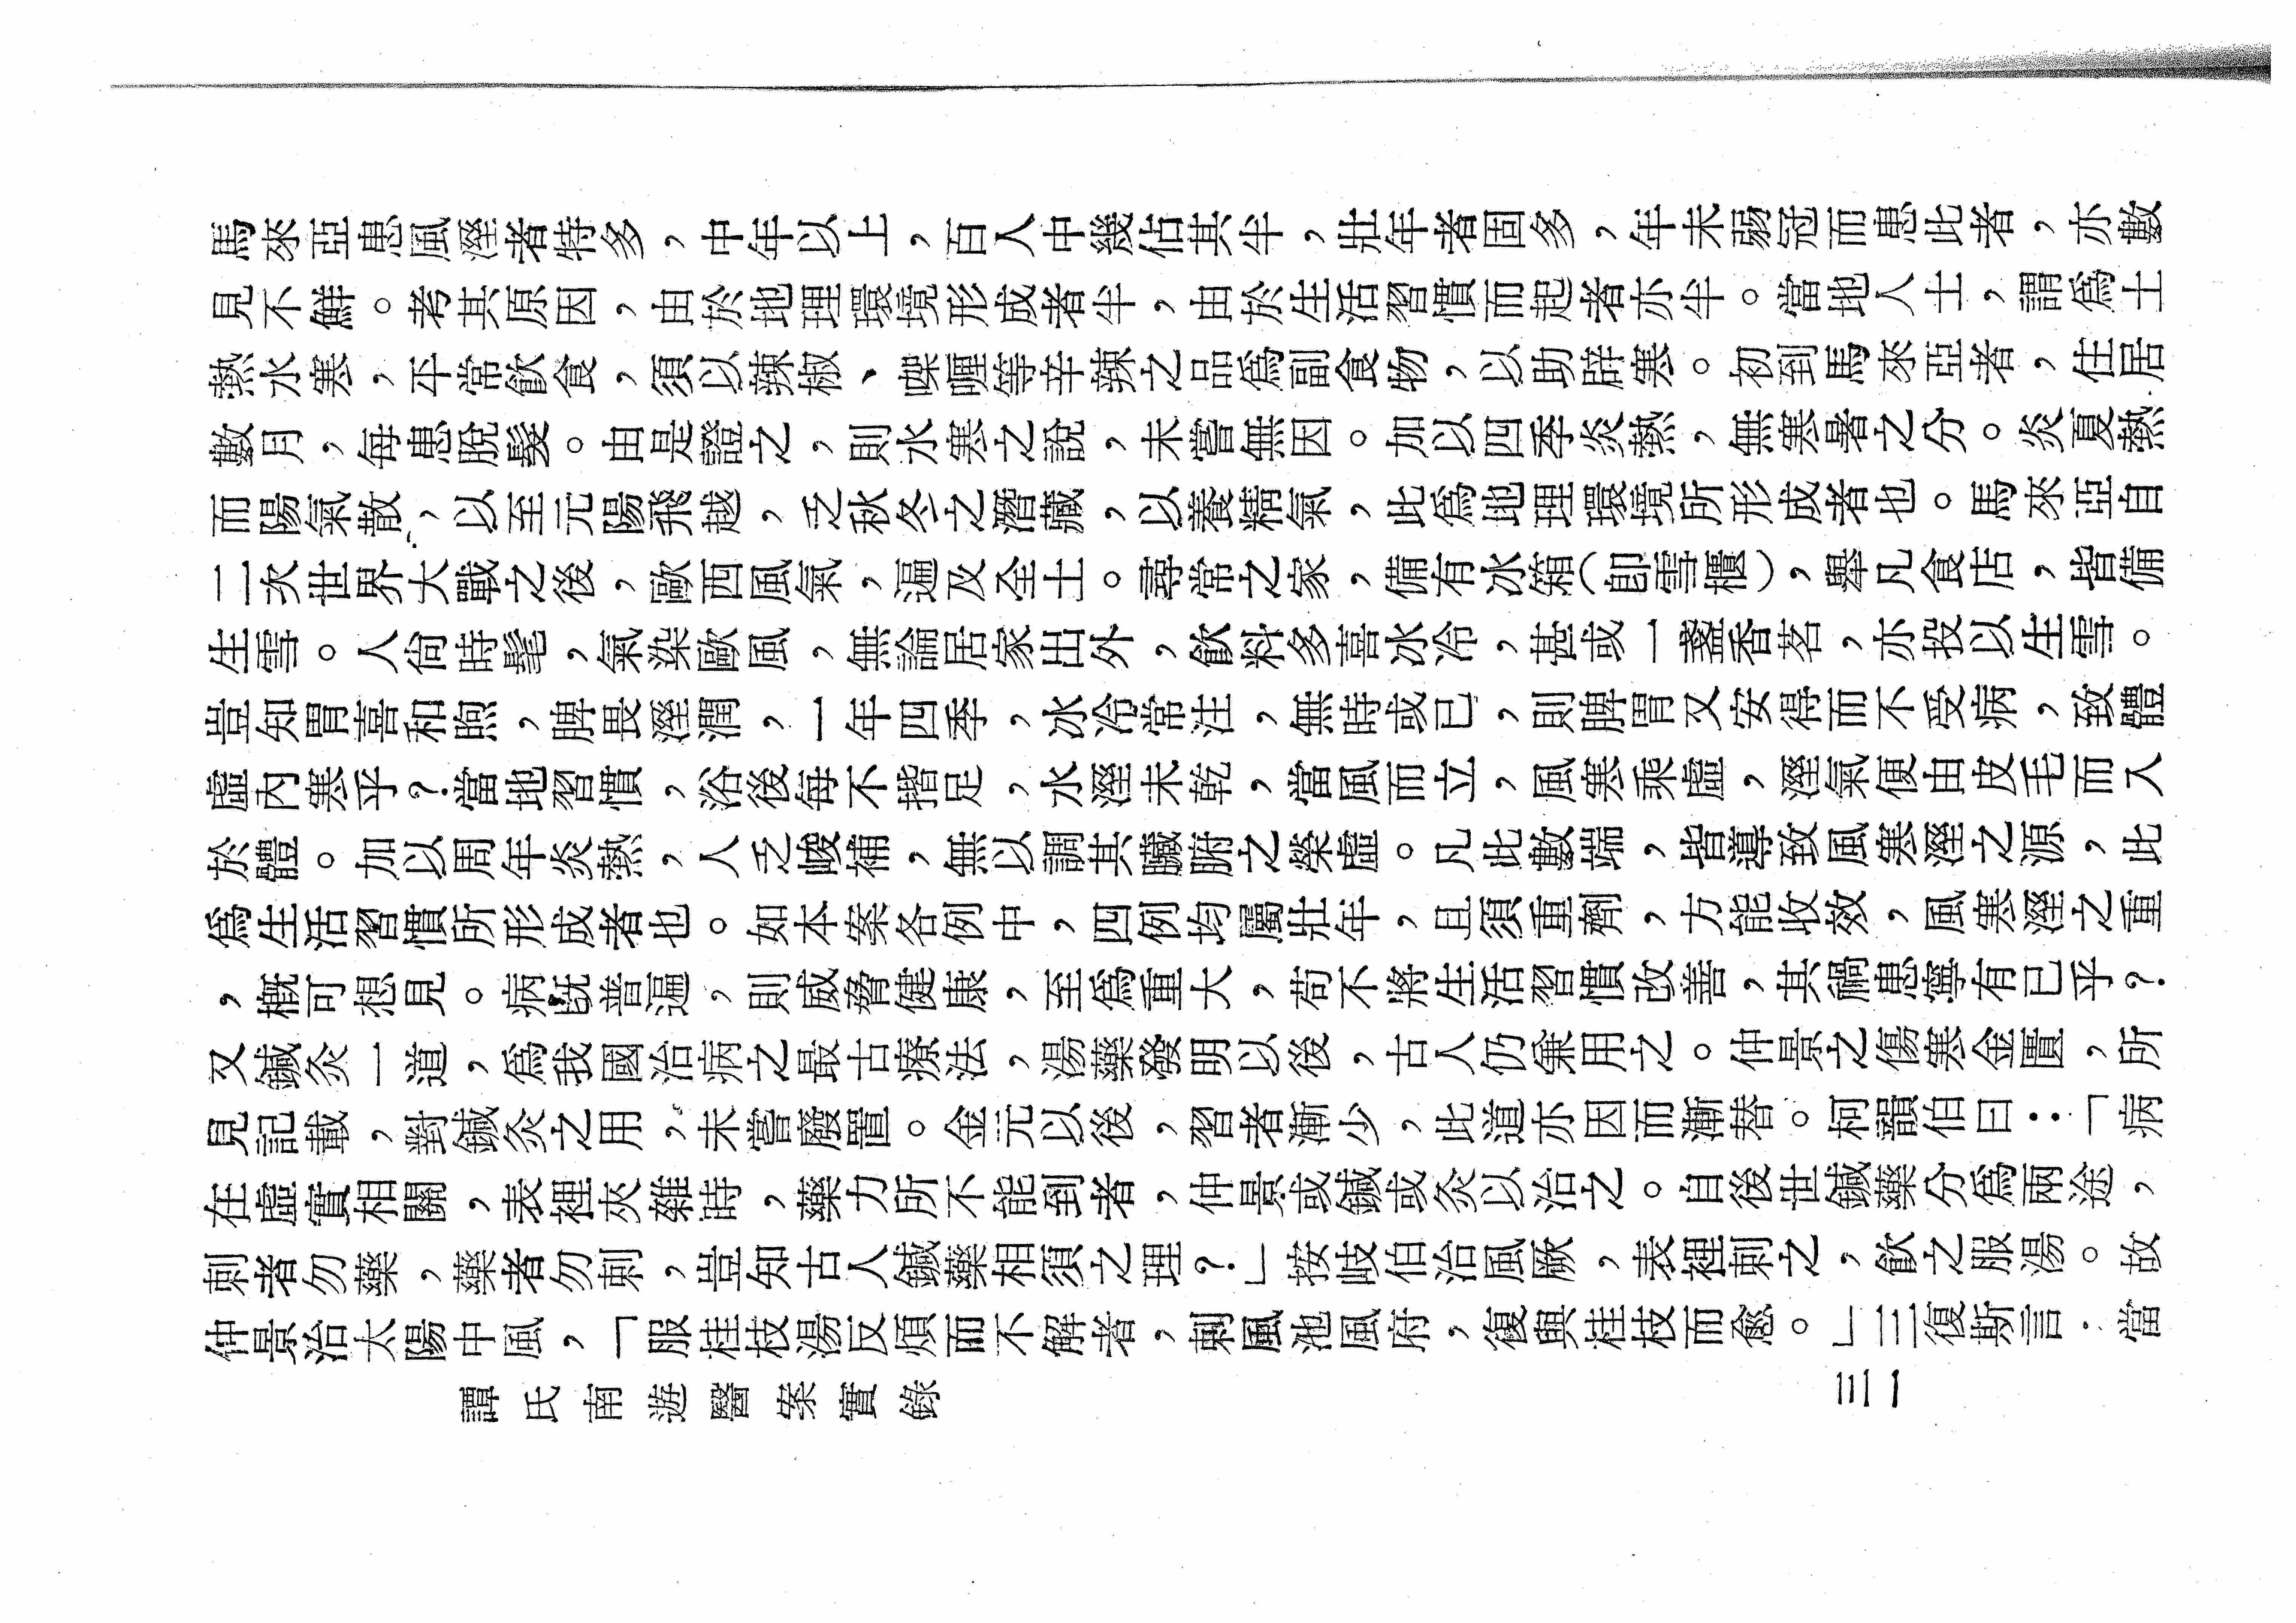 馬來亞患風溼者特多，中年以上，百人中幾佔其半，壯年者固多，年未弱冠而患此者，亦數
見不鮮。考其原因，由於地理環境形成者半，由於生活習慣而起者亦半。當地人士，謂爲土
熱水寒，平常飲食，須以辣椒、㗎喱等辛辣之品爲副食物，以助辟寒。初到馬來亞者，住居
數月，每患脫髮。由是證之，則水寒之說，未嘗無因。加以四季炎熱，無寒暑之分。炎夏熱
而陽氣散，以至元陽飛越，乏秋冬之潛藏，以養精氣，此爲地理環境所形成者也。馬來亞自
二次世界大戰之後，歐西風氣，遍及全土。尋常之家，備有冰箱（卽雪櫃），舉凡食店，皆備
生雪。人尙時髦，氣染歐風，無論居家出外，飲料多喜冰冷，甚或一盞香茗，亦投以生雪。
豈知胃喜和煦，脾畏溼潤，一年四季，冰冷常注，無時或已，則脾胃又安得而不受病，致體
虛內寒乎？當地習慣，浴後每不揩足，水溼未乾，當風而立，風寒乘虛，溼氣便由皮毛而入
於體。加以周年炎熱，人乏峻補，無以調其臟腑之榮虛。凡此數端，皆導致風寒溼之源，此
爲生活習慣所形成者也。如本案各例中，四例均屬壯年，且須重劑，方能收效，風寒溼之重
，概可想見。病旣普遍，則威脅健康，至爲重大，苟不將生活習慣改善，其禍患寧有已乎？
又鍼灸一道，爲我國治病之最古療法，湯藥發明以後，古人仍兼用之。仲景之傷寒金匱，所
見記載，對鍼灸之用，未嘗廢置。金元以後，習者漸少，此道亦因而漸替。柯韻伯曰：「病
在虛實相關，表裡夾雜時，藥力所不能到者，仲景或鍼或灸以治之。自後世鍼藥分爲兩途，
刺者勿藥，藥者勿刺，豈知古人鍼藥相須之理？」按岐伯治風厥，表裡刺之，飲之服湯。故
仲景治太陽中風，「服桂枝湯反煩而不解者，刺風池風府，復與桂枝而愈。」三復斯言，當
譚氏南遊醫案實錄　三一